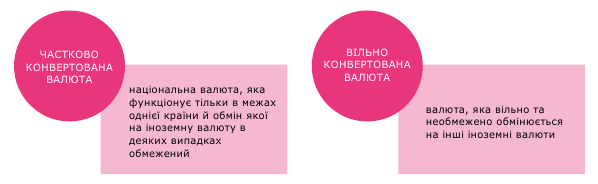 ЧАСТКОВО
КОНВЕРТОВАНА
ВАЛЮТА
національна валюта, яка
функціонує тільки в межах
однієї країни й обмін якої
на іноземну валюту в
деяких випадках
обмежений
ВІЛЬНО
КОНВЕРТОВАНА
ВАЛЮТА
валюта, яка вільно та
необмежено обмінюється
на інші іноземні валюти